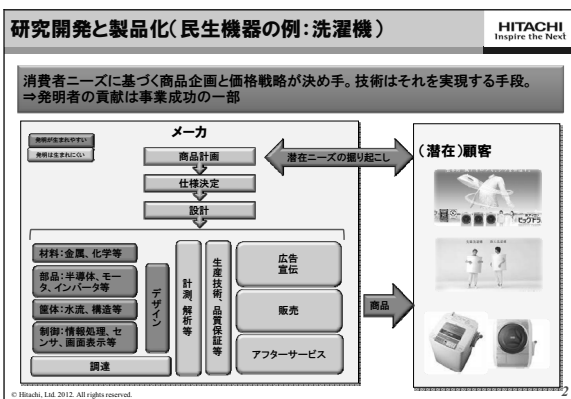 研究開発と製品化(民生機器の例:洗濯機)
HITACHI
Inspire the Next
消費者ニーズに基づく商品企画と価格戦略が決め手。技術はそれを実現する手段。
⇒発明者の貢献は事業成功の一部
発明が生まれやすい
発明は生まれにくい
メーカ
商品計画
仕様決定
設計
潜在ニーズの掘り起こし
(潜在)顧客
材料:金属、化学等
部品:半導体、モー
タ、インバータ等
筐体:水流、構造等
制御:情報処理、セ
ンサ、画面表示等
調達
デザイン
計測、解析等
生産技術、品質保証等
広告
宣伝
販売
アフターサービス
商品
ビッグドラム
© Hitachi, Ltd. 2012. All rights reserved.
2